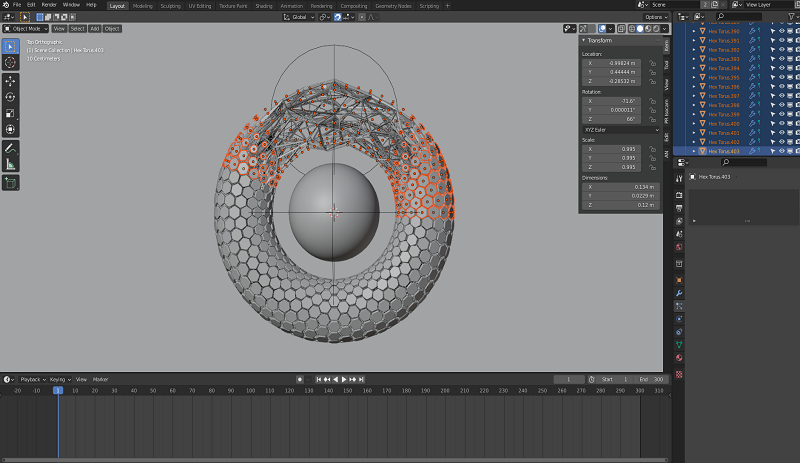 File Edit Render Window Help Layout Modeling Sculpting UV Editing Texture Paint Shading Animation Rendering Compositing Geometry Nodes Scripting Scene View Layer
Global Options
Object Mode View Select Add Object
Top Orthographic
(1) Scene Collection | Hex Torus.403
10 Centimeters
Transform
Location:
X -0.99824 m
Y 0.44444 m
Z -0.28532 m
Rotation:
X -71.6°
Y 0.000011°
Z 66°
XYZ Euler
Scale:
X 0.995
Y 0.995
Z 0.995
Dimensions:
X 0.134 m
Y 0.0229 m
Z 0.12 m
Item
Tool
View
Edit
Hex Torus.390
Hex Torus.391
Hex Torus.392
Hex Torus.393
Hex Torus.394
Hex Torus.395
Hex Torus.396
Hex Torus.397
Hex Torus.398
Hex Torus.399
Hex Torus.400
Hex Torus.401
Hex Torus.402
Hex Torus.403
Hex Torus.403
Playback Keying View Marker 1 Start 1 End 300
-20 -10 1 10 20 30 40 50 60 70 80 90 100 110 120 130 140 150 160 170 180 190 200 210 220 230 240 250 260 270 280 290 300 310